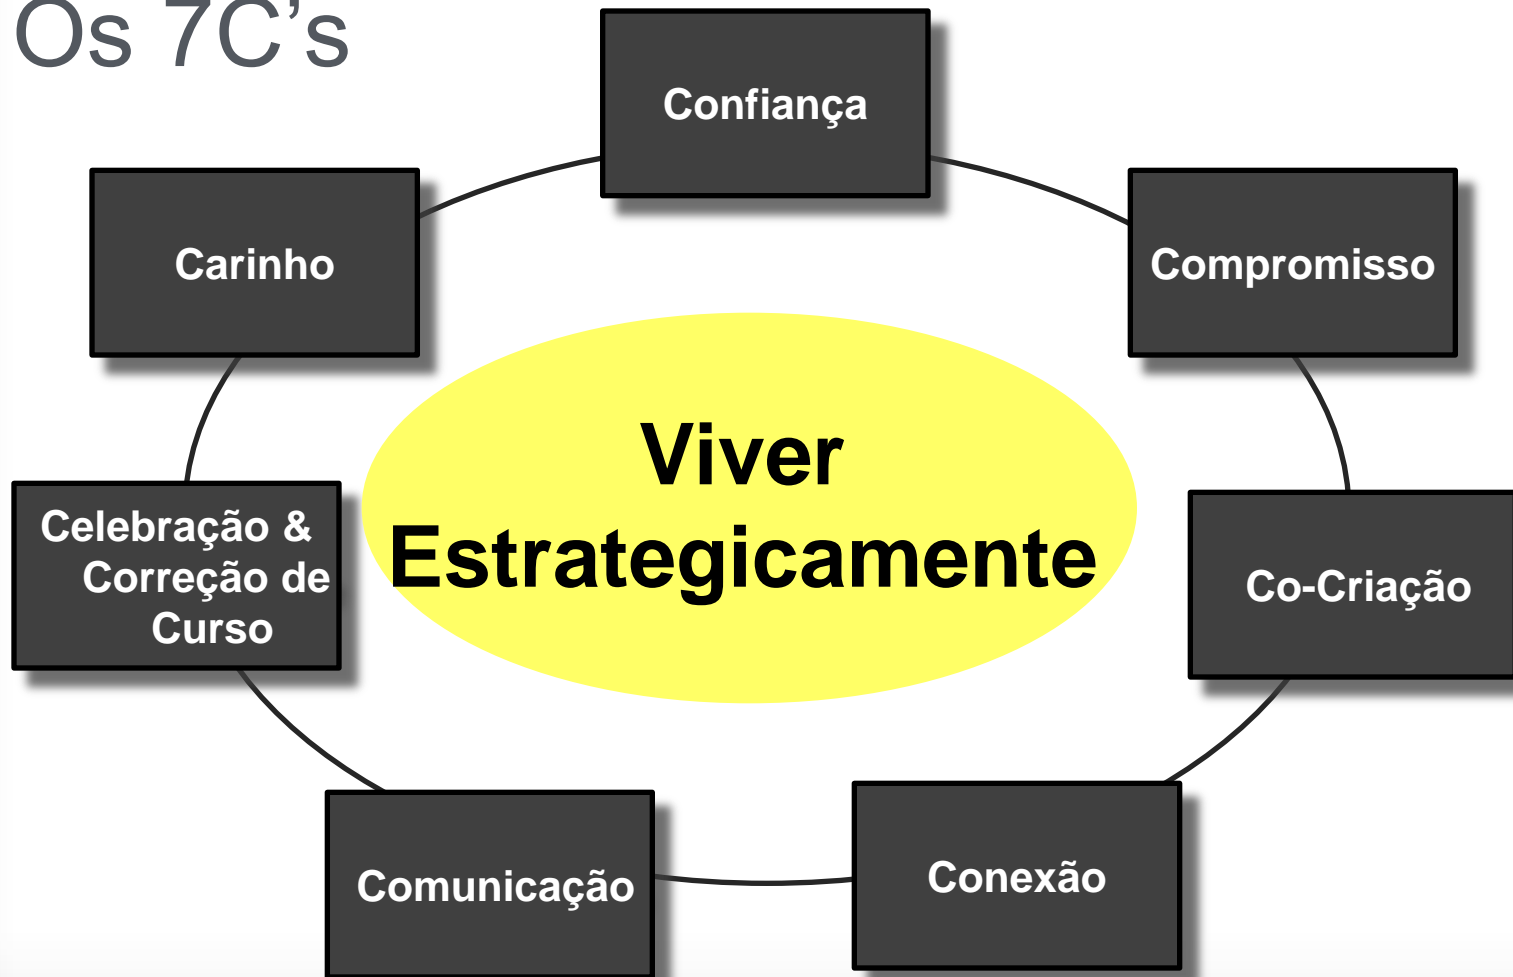 Os 7C’s
Confiança
Carinho
Compromisso
Viver
Estrategicamente
Celebração &
Correção de
Curso
Co-Criação
Comunicação
Conexão